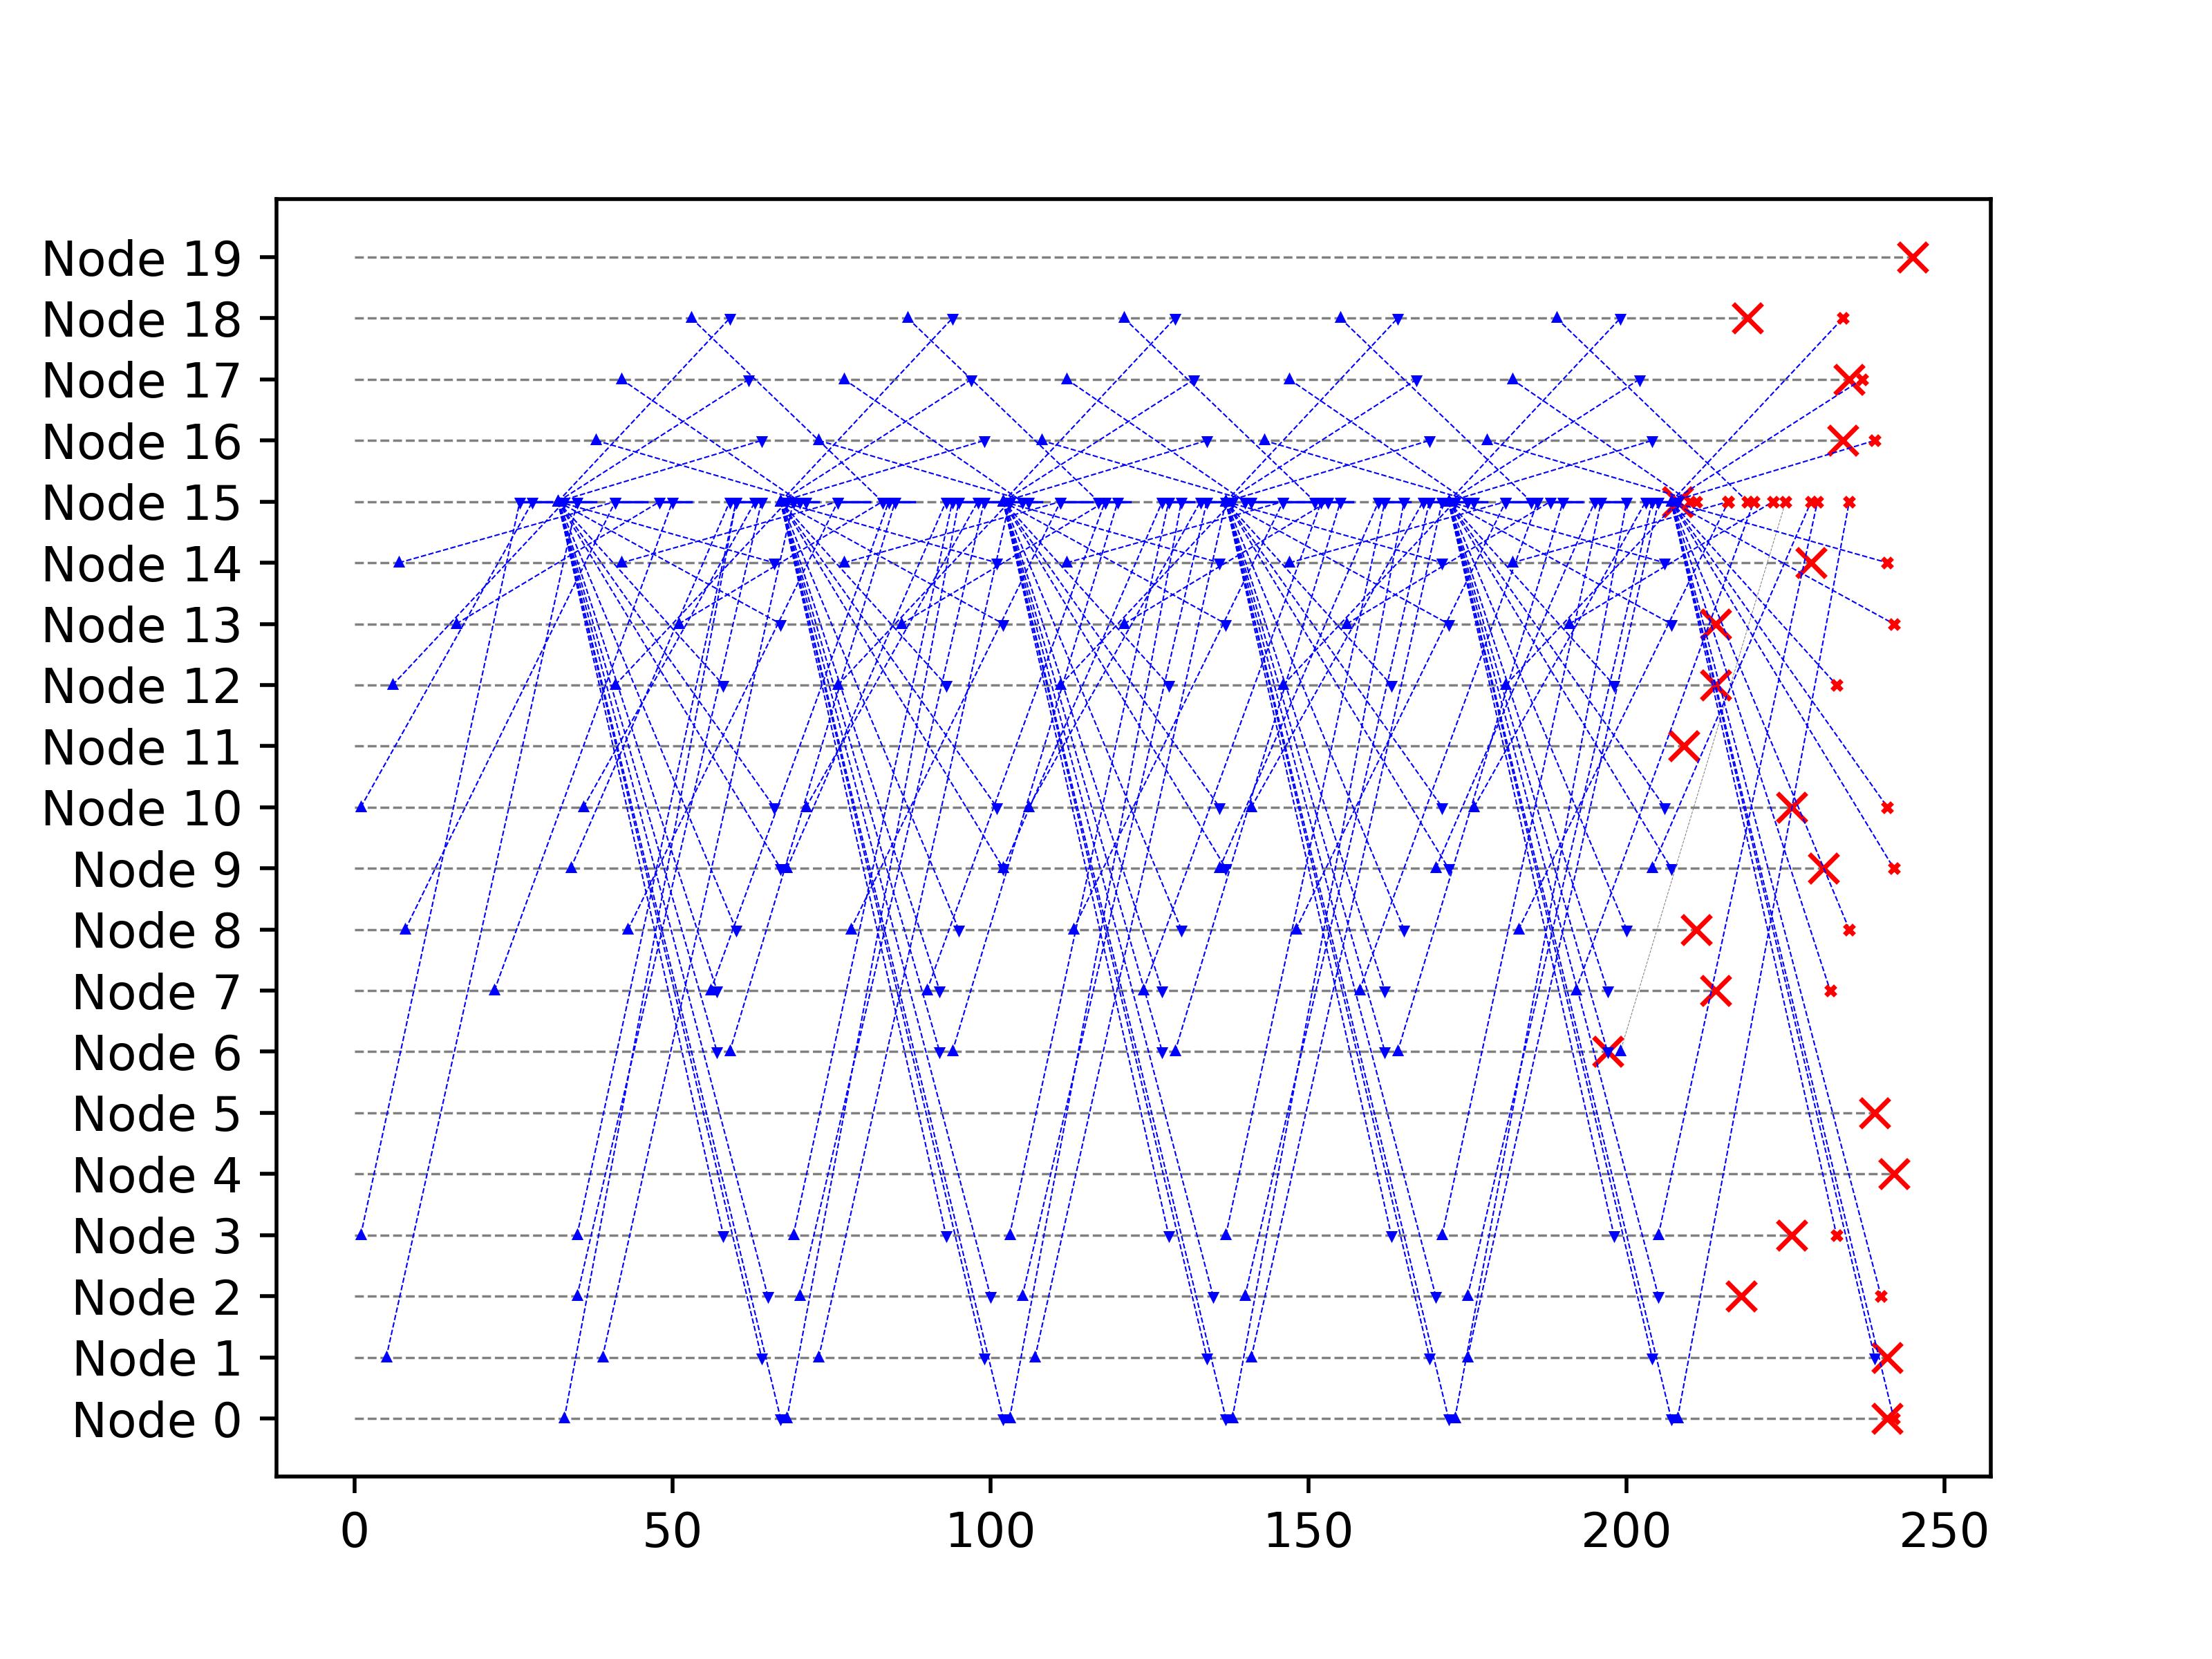 Node 19
Node 18
Node 17
Node 16
Node 15
Node 14
Node 13
Node 12
Node 11
Node 10
Node 9
Node 8
Node 7
Node 6
Node 5
Node 4
Node 3
Node 2
Node 1
Node 0
0 50 100 150 200 250